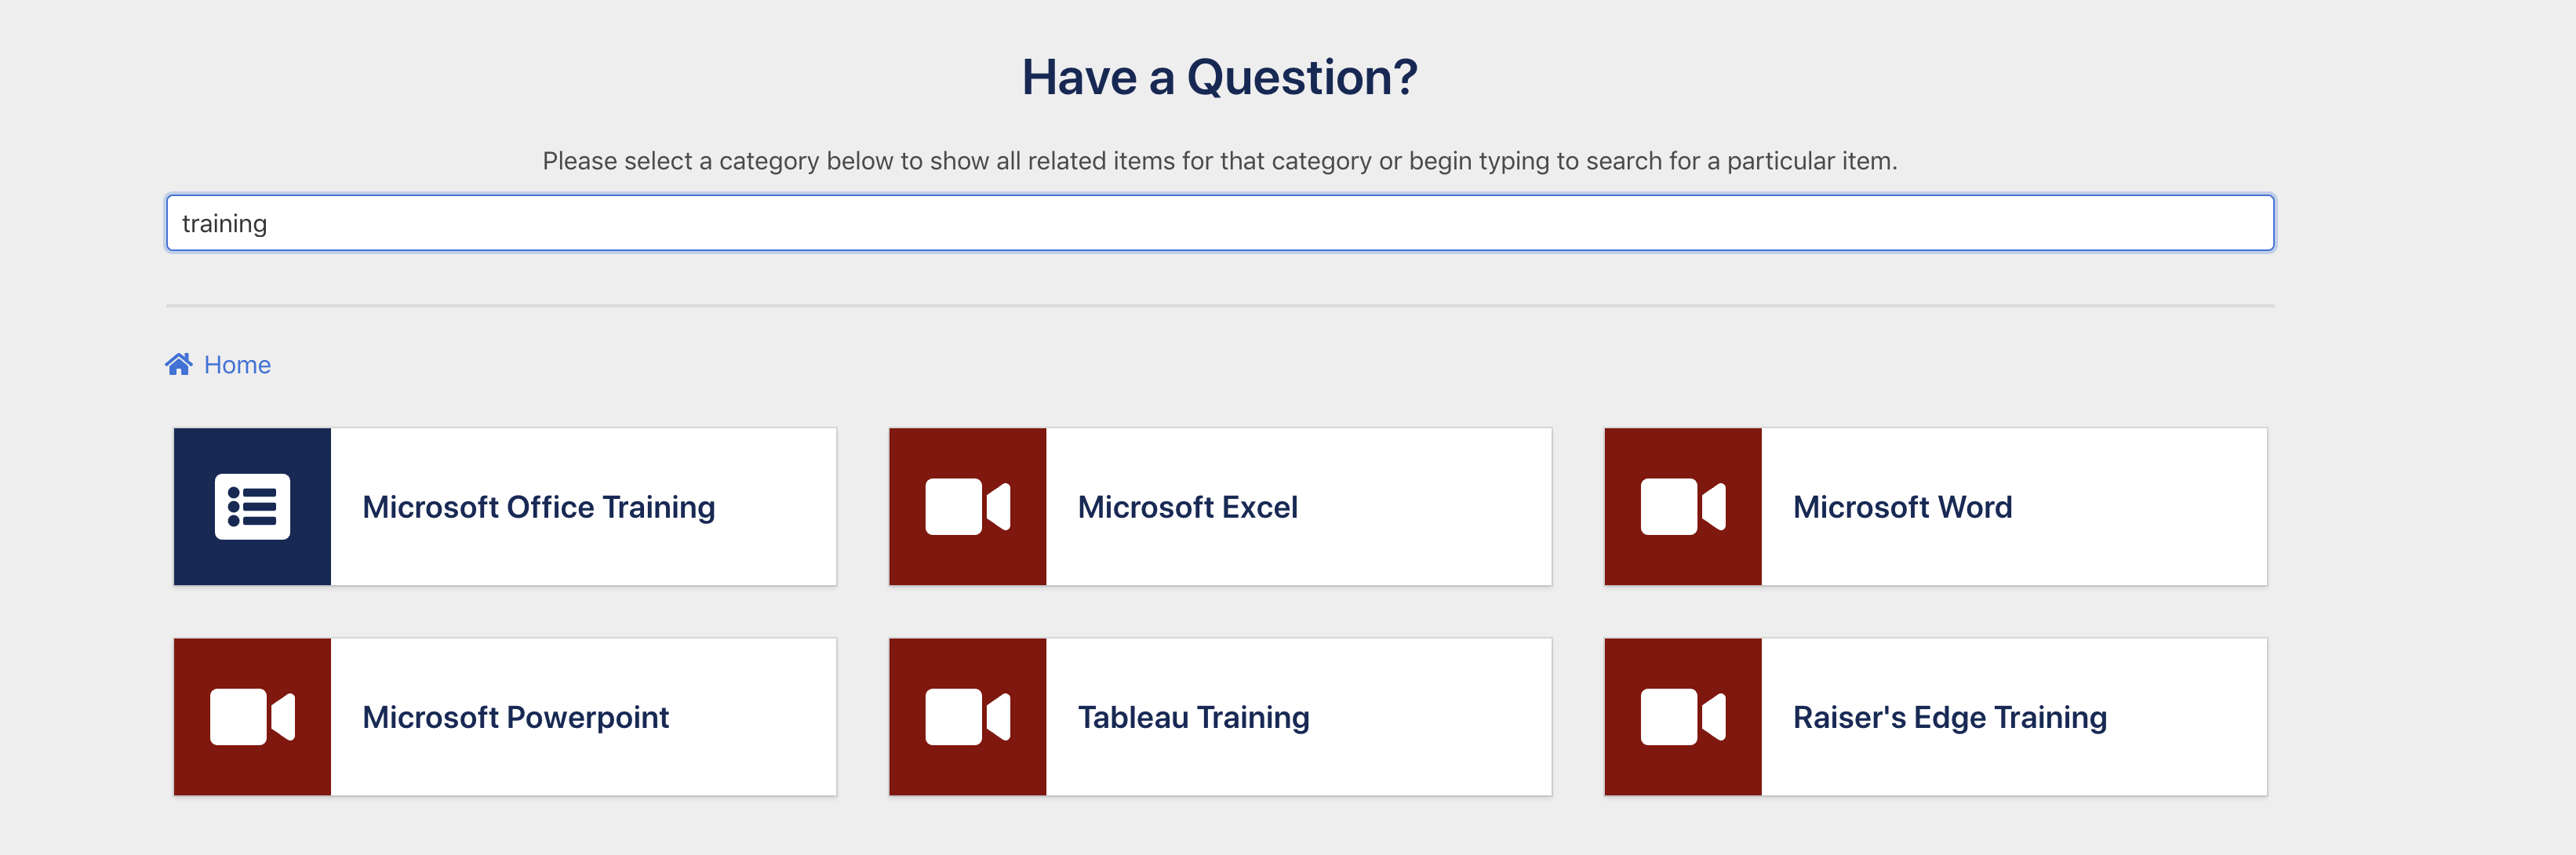 Have a Question?
Please select a category below to show all related items for that category or begin typing to search for a particular item.
training
Home
Microsoft Office Training
Microsoft Excel
Microsoft Word
Microsoft Powerpoint
Tableau Training
Raiser's Edge Training